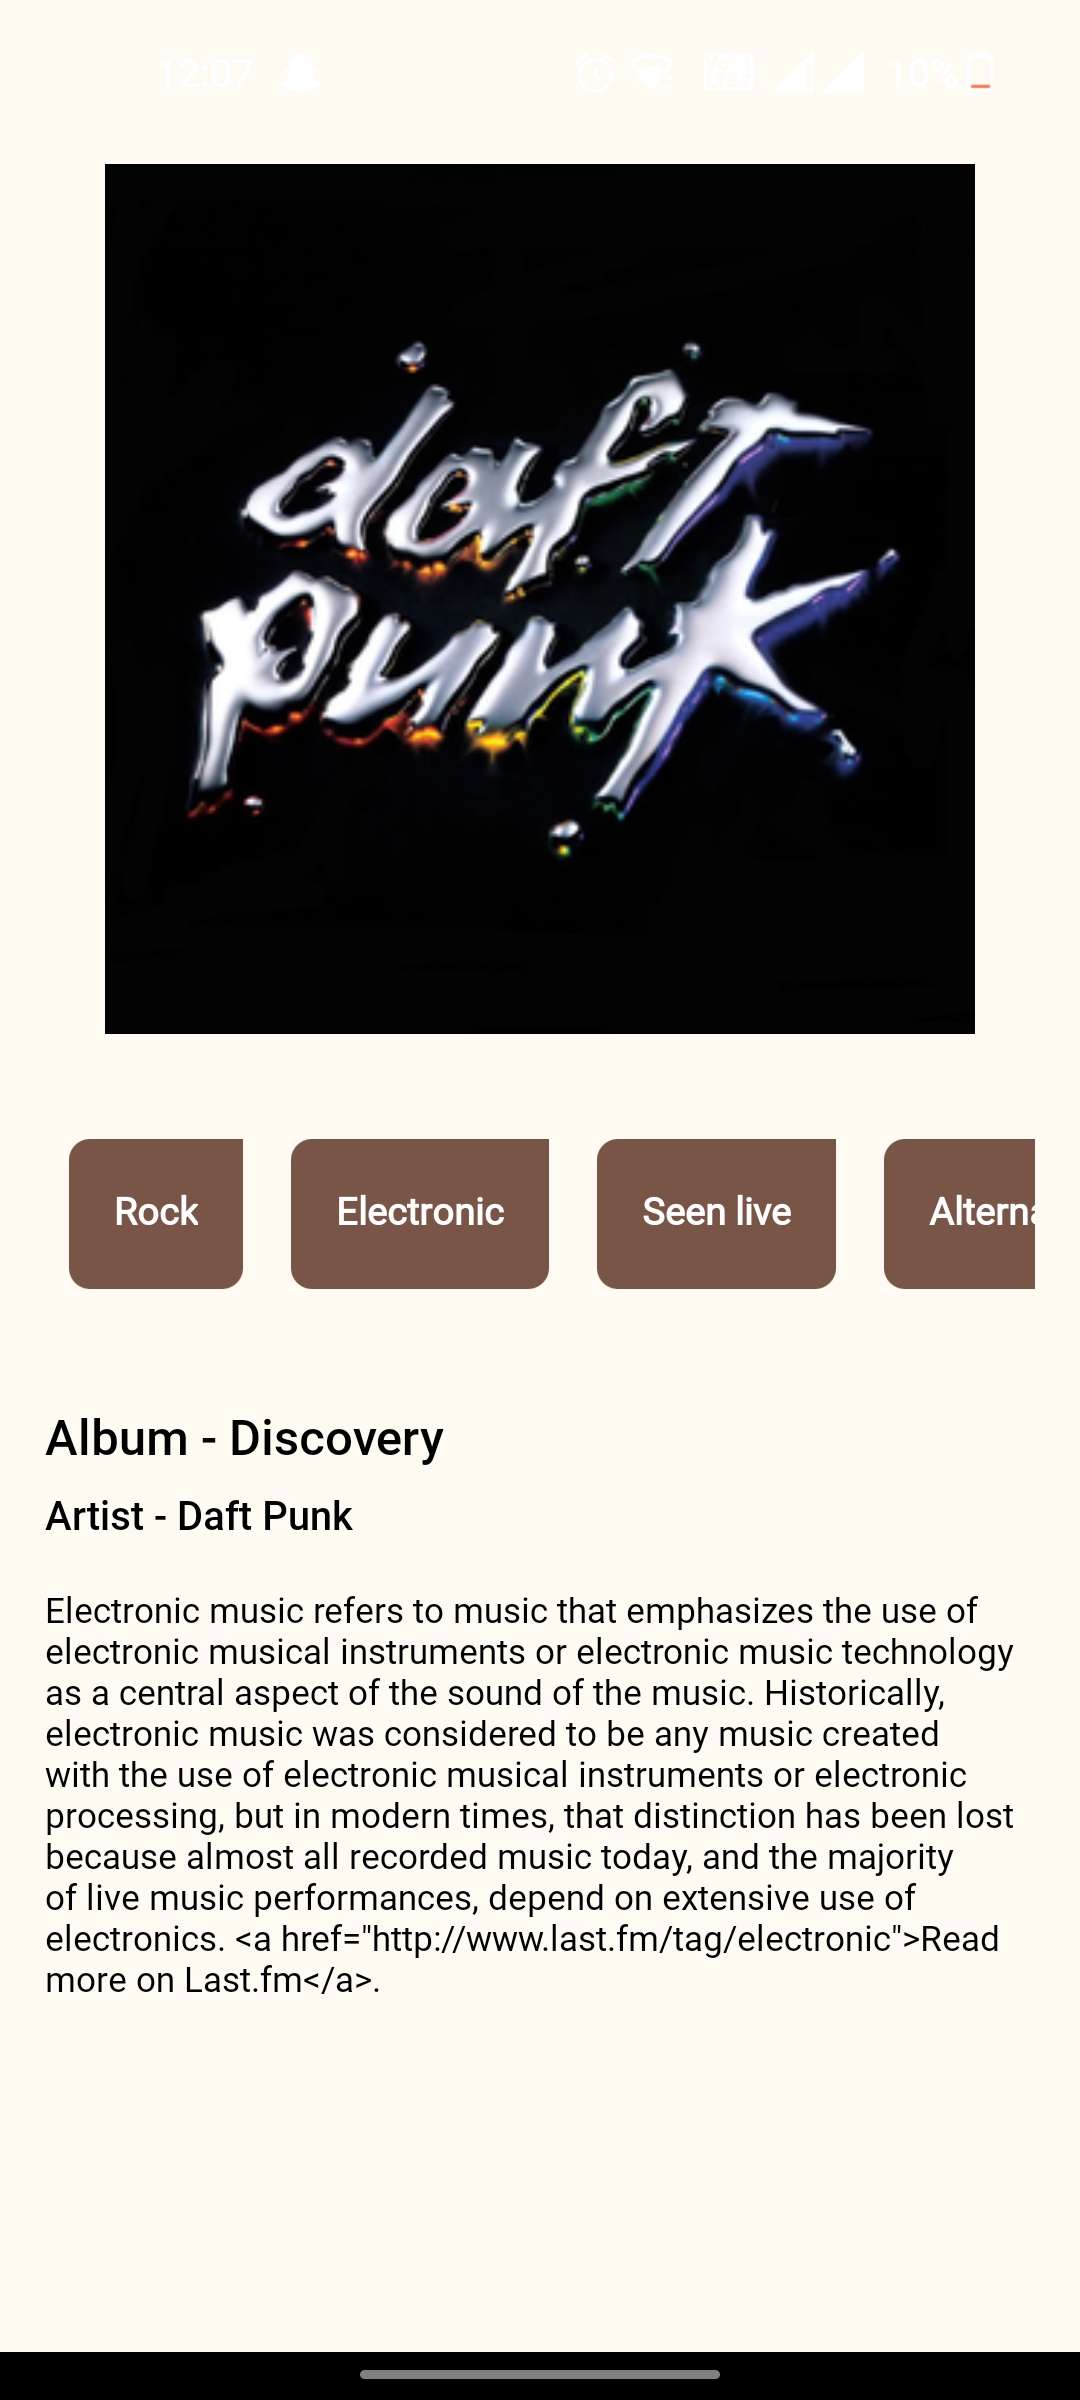 12:07 10%
daft
punk
Rock Electronic Seen live Alterna
Album - Discovery
Artist - Daft Punk
Electronic music refers to music that emphasizes the use of
electronic musical instruments or electronic music technology
as a central aspect of the sound of the music. Historically,
electronic music was considered to be any music created
with the use of electronic musical instruments or electronic
processing, but in modern times, that distinction has been lost
because almost all recorded music today, and the majority
of live music performances, depend on extensive use of
electronics. <a href="http://www.last.fm/tag/electronic">Read
more on Last.fm</a>.